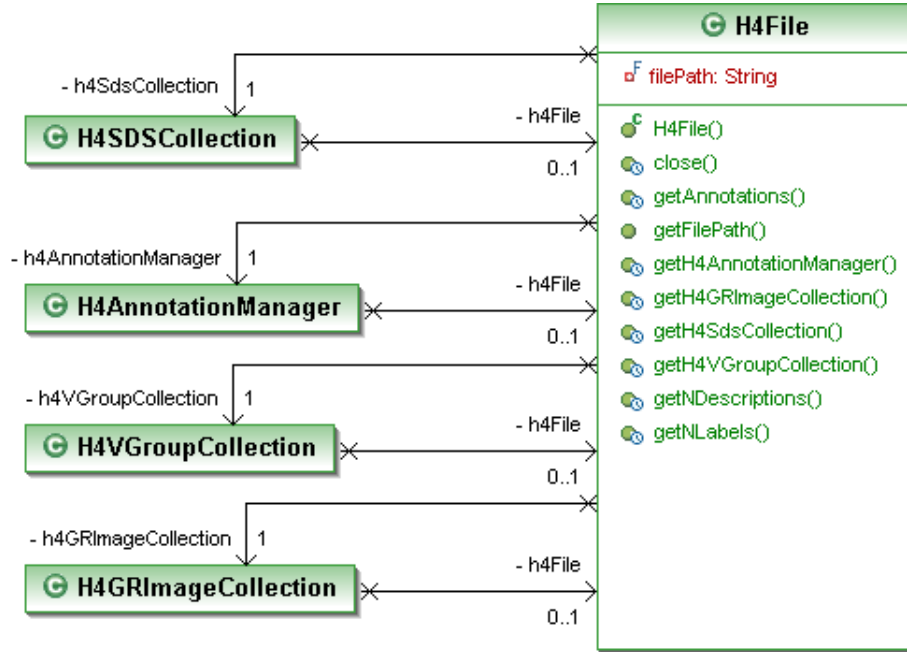 H4File
filePath: String
H4File()
close()
getAnnotations()
getFilePath()
getH4AnnotationManager()
getH4GRImageCollection()
getH4SdsCollection()
getH4VGroupCollection()
getNDescriptions()
getNLabels()
- h4SdsCollection 1
H4SDSCollection
- h4File
0..1
- h4AnnotationManager 1
H4AnnotationManager
- h4File
0..1
- h4VGroupCollection 1
H4VGroupCollection
- h4File
0..1
- h4GRImageCollection 1
H4GRImageCollection
- h4File
0..1